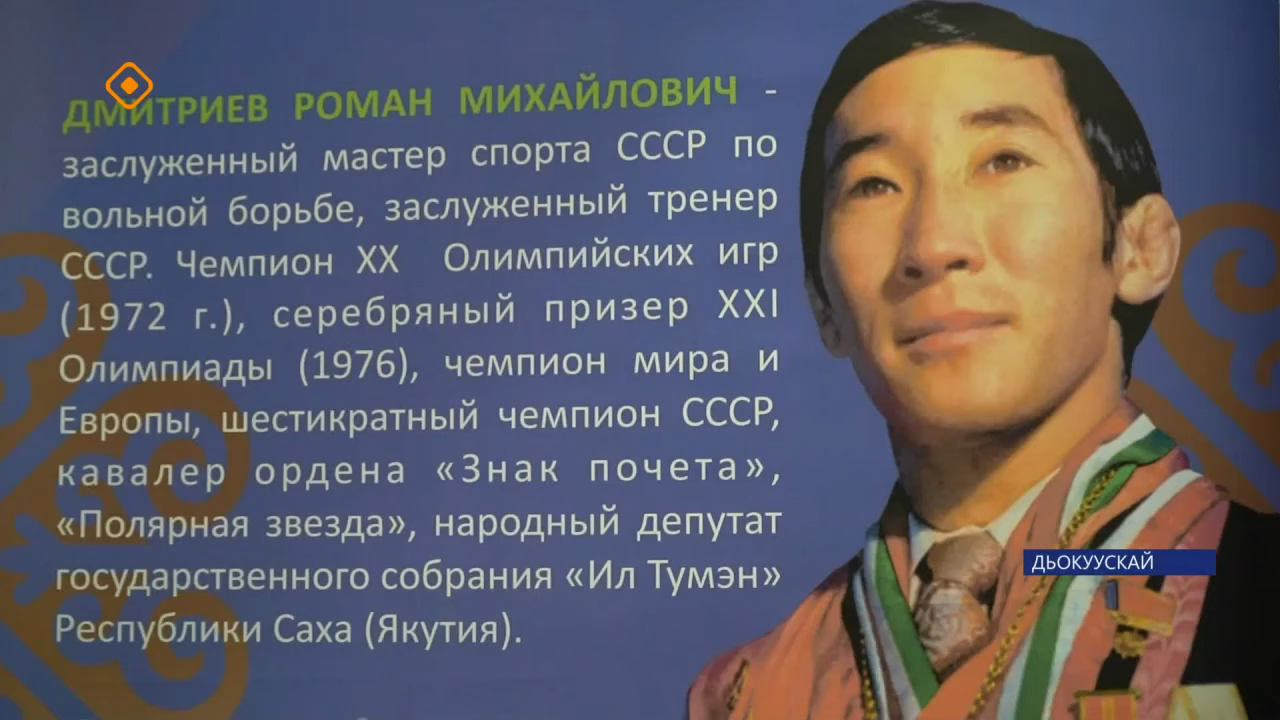 ДМИТРИЕВ РОМАН МИХАЙЛОВИЧ -
заслуженный мастер спорта СССР по
вольной борьбе, заслуженный тренер
СССР. Чемпион XX Олимпийских игр
(1972 г.), серебряный призер XXI
Олимпиады (1976), чемпион мира и
Европы, шестикратный чемпион СССР,
кавалер ордена «Знак почета»,
«Полярная звезда», народный депутат
государственного собрания «Ил Тумэн»
Республики Саха (Якутия).
ДЬОКУУСКАЙ